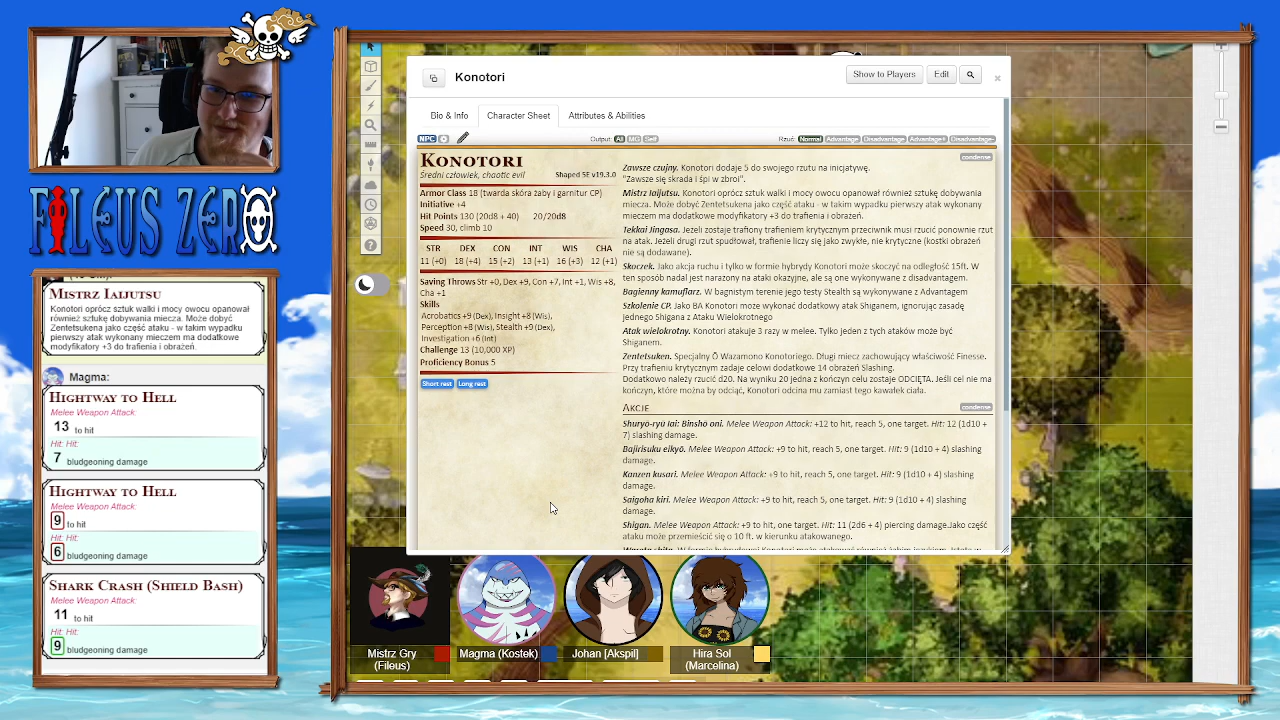 FILEUS ZERO
MISTRZ IAIJUTSU
Konotori oprócz sztuk walki i mocy owocu opanował
również sztukę dobywania miecza. Może dobyć
Zentetsukena jako część ataku - w takim wypadku
pierwszy atak wykonany mieczem ma dodatkowe
modyfikatory +3 do trafienia i obrażeń.
Magma:
HIGHTWAY TO HELL
Melee Weapon Attack:
13 to hit
Hit: Hit:
7 bludgeoning damage
HIGHTWAY TO HELL
Melee Weapon Attack:
9 to hit
Hit: Hit:
6 bludgeoning damage
SHARK CRASH (SHIELD BASH)
Melee Weapon Attack:
11 to hit
Hit: Hit:
9 bludgeoning damage
Konotori
Show to Players
Edit
Bio & Info
Character Sheet
Attributes & Abilities
NPC
Output: All MG Self
Rzuć: Normal Advantage Disadvantage Advantage+ Disadvantage-
KONOTORI
Średni człowiek, chaotic evil
Shaped 5E v19.3.0
Armor Class 18 (twarda skóra żaby i garnitur CP)
Initiative +4
Hit Points 130 (20d8 + 40) 20/20d8
Speed 30, climb 10
STR DEX CON INT WIS CHA
11 (+0) 18 (+4) 15 (+2) 13 (+1) 16 (+3) 12 (+1)
Saving Throws Str +0, Dex +9, Con +7, Int +1, Wis +8,
Cha +1
Skills
Acrobatics +9 (Dex), Insight +8 (Wis),
Perception +8 (Wis), Stealth +9 (Dex),
Investigation +6 (Int)
Challenge 13 (10,000 XP)
Proficiency Bonus 5
Short rest Long rest
condense
Zawsze czujny. Konotori dodaje 5 do swojego rzutu na inicjatywę.
"Zawsze się skrada i śpi w zbroi".
Mistrz Iaijutsu. Konotori oprócz sztuk walki i mocy owocu opanował również sztukę dobywania
miecza. Może dobyć Zentetsukena jako część ataku - w takim wypadku pierwszy atak wykonany
mieczem ma dodatkowe modyfikatory +3 do trafienia i obrażeń.
Tekkai Jingasa. Jeżeli zostaje trafiony trafieniem krytycznym przeciwnik musi rzucić ponownie rzut
na atak. Jeżeli drugi rzut spudłował, trafienie liczy się jako zwykłe, nie krytyczne (kostki obrażeń
nie są dodawane).
Skoczek. Jako akcja ruchu i tylko w formie hybrydy Konotori może skoczyć na odległość 15ft. W
ten sposób nadal jest narażony na atak okazyjny, ale są one wykonywane z disadvantagem.
Bagienny kamuflarz. W bagnistym terenie jego testy Stealth są wykonywane z Advantagem
Szkolenie CP. Jako BA Konotori może wykonać dodatkowy atak Shiganem, ignorując zasadę
jednego Shigana z Ataku Wielokrotnego
Atak wielokrotny. Konotori atakuje 3 razy w melee. Tylko jeden z tych ataków może być
Shiganem.
Zentetsuken. Specjalny Ō Wazamono Konotoriego. Długi miecz zachowujący właściwość Finesse.
Przy trafieniu krytycznym zadaje celowi dodatkowe 14 obrażeń Slashing.
Dodatkowo należy rzucić d20. Na wyniku 20 jedna z kończyn celu zostaje ODCIĘTA. Jeśli cel nie ma
kończyn, które można by odciąć, Konotori odcina mu zamiast tego kawałek ciała.
AKCJE
condense
Shuryo-ryu Iai: Binsho oni. Melee Weapon Attack: +12 to hit, reach 5, one target. Hit: 12 (1d10 +
7) slashing damage.
Bajirisuku eikyō. Melee Weapon Attack: +9 to hit, reach 5, one target. Hit: 9 (1d10 + 4) slashing
damage.
Kanzen kusari. Melee Weapon Attack: +9 to hit, reach 5, one target. Hit: 9 (1d10 + 4) slashing
damage.
Saigoha kiri. Melee Weapon Attack: +9 to hit, reach 5, one target. Hit: 9 (1d10 + 4) slashing
damage.
Shigan. Melee Weapon Attack: +9 to hit, one target. Hit: 11 (2d6 + 4) piercing damage.Jako część
ataku może przemieścić się o 10 ft. w kierunku atakowanego.
Mistrz Gry
(Fileus)
Magma (Kostek)
Johan [Akspil]
Hira Sol
(Marcelina)